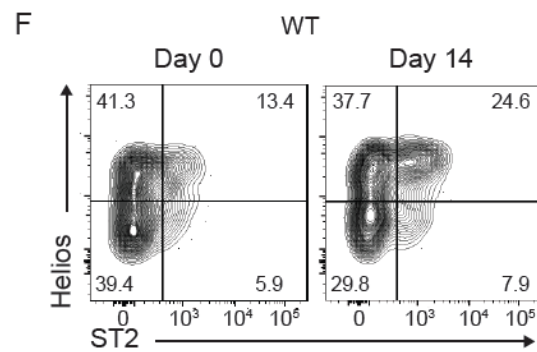 F
WT
Day 0 Day 14
41.3 13.4 37.7 24.6
Helios
39.4 5.9 29.8 7.9
0 10³ 10⁴ 10⁵ 0 10³ 10⁴ 10⁵
ST2